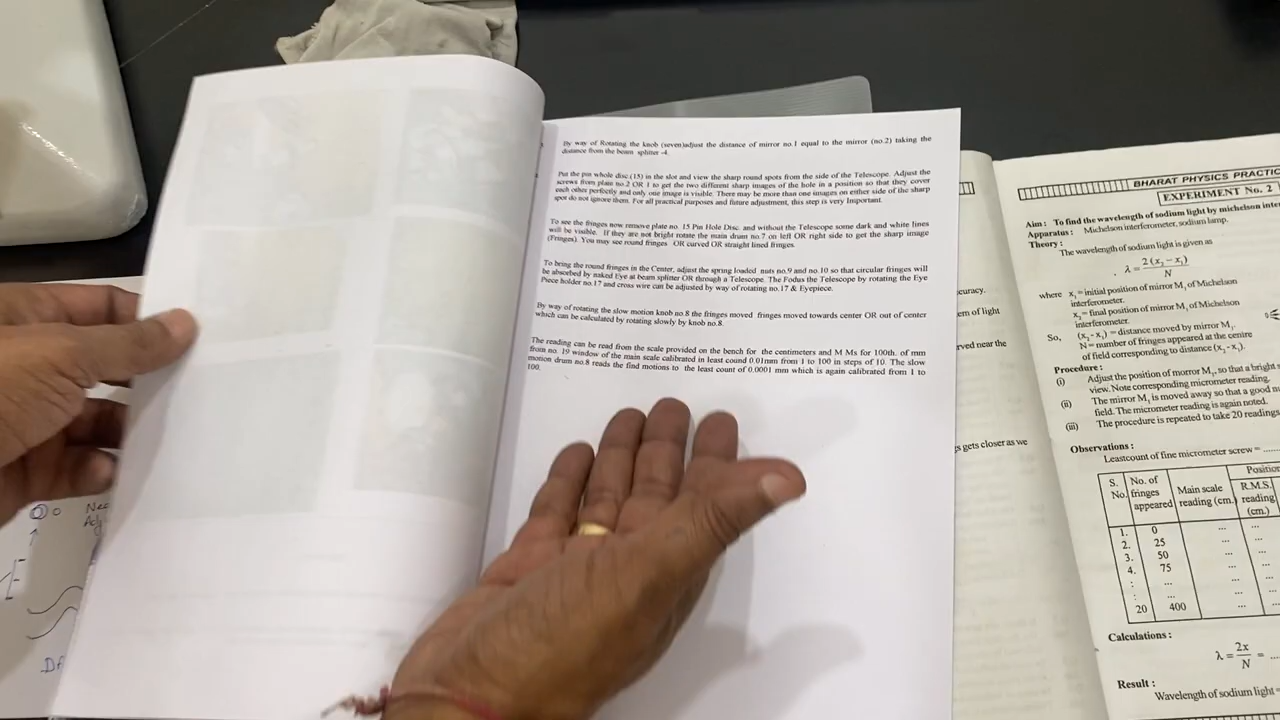 By way of Rotating the knob (seven)adjust the distance of mirror no.1 equal to the mirror (no.2) taking the
distance from the beam splitter -4.
Put the pin whole disc (15) in the slot and view the sharp round spots from the side of the Telescope. Adjust the
screws from plain no.2 OR 1 to get the two different sharp images of the hole in a position so that they cover
each other perfectly and only one image is visible. There may be more than one images on either side of the sharp
spot do not ignore them. For all practical purposes and future adjustment, this step is very Important.
To see the fringes now remove plate no. 15 Pin Hole Disc. and without the Telescope some dark and white lines
will be visible. If they are not bright rotate the main drum no.7 on left OR right side to get the sharp image
(Fringes). You may see round fringes OR curved OR straight lined fringes.
To bring the round fringes in the Center, adjust the spring loaded nuts no.9 and no.10 so that circular fringes will
be absorbed by naked Eye at beam splitter OR through a Telescope. The Fodus the Telescope by rotating the Eye
Piece holder no.17 and cross wire can be adjusted by way of rotating no.17 & Eyepiece.
By way of rotating the slow motion knob no.8 the fringes moved fringes moved towards center OR out of center
which can be calculated by rotating slowly by knob no.8.
The reading can be read from the scale provided on the bench for the centimeters and M Ms for 100th. of mm
from no. 19 window of the main scale calibrated in least cound 0.01mm from 1 to 100 in steps of 10. The slow
motion drum no.8 reads the find motions to the least count of 0.0001 mm which is again calibrated from 1 to
100.
curacy.
em of light
rved near the
gs gets closer as we
BHARAT PHYSICS PRACTIC
EXPERIMENT No. 2
Aim : To find the wavelength of sodium light by michelson inter
Apparatus : Michelson interferometer, sodium lamp.
Theory :
The wavelength of sodium light is given as
λ = 2 (x₂ – x₁) / N
where x₁ = initial position of mirror M₁ of Michelson
interferometer.
x₂ = final position of mirror M₁ of Michelson
interferometer.
So, (x₂ - x₁) = distance moved by mirror M₁.
N = number of fringes appeared at the centre
of field corresponding to distance (x₂ - x₁).
Procedure :
(i) Adjust the position of morror M₁, so that a bright s
view. Note corresponding micrometer reading.
(ii) The mirror M₁ is moved away so that a good nu
field. The micrometer reading is again noted.
(iii) The procedure is repeated to take 20 readings
Observations :
Leastcount of fine micrometer screw = ......
S. No. No. of fringes appeared Main scale reading (cm.) Position R.M.S. reading (cm.)
1. 0 ... ...
2. 25 ... ...
3. 50 ... ...
4. 75 ... ...
: ... ...
: ... ...
20 400 ... ...
Calculations :
λ = 2x / N = ....
Result :
Wavelength of sodium light =